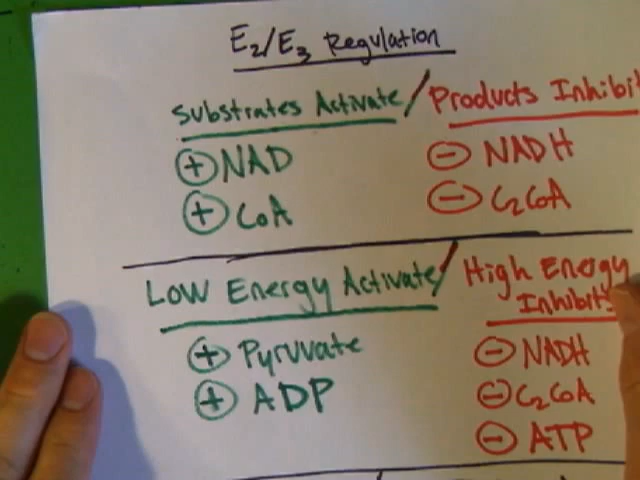 E2/E3 Regulation
Substrates Activate/Products Inhibit
+ NAD
- NADH
+ CoA
- C2CoA
Low Energy Activate/High Energy Inhibits
+ Pyruvate
- NADH
+ ADP
- C2CoA
- ATP